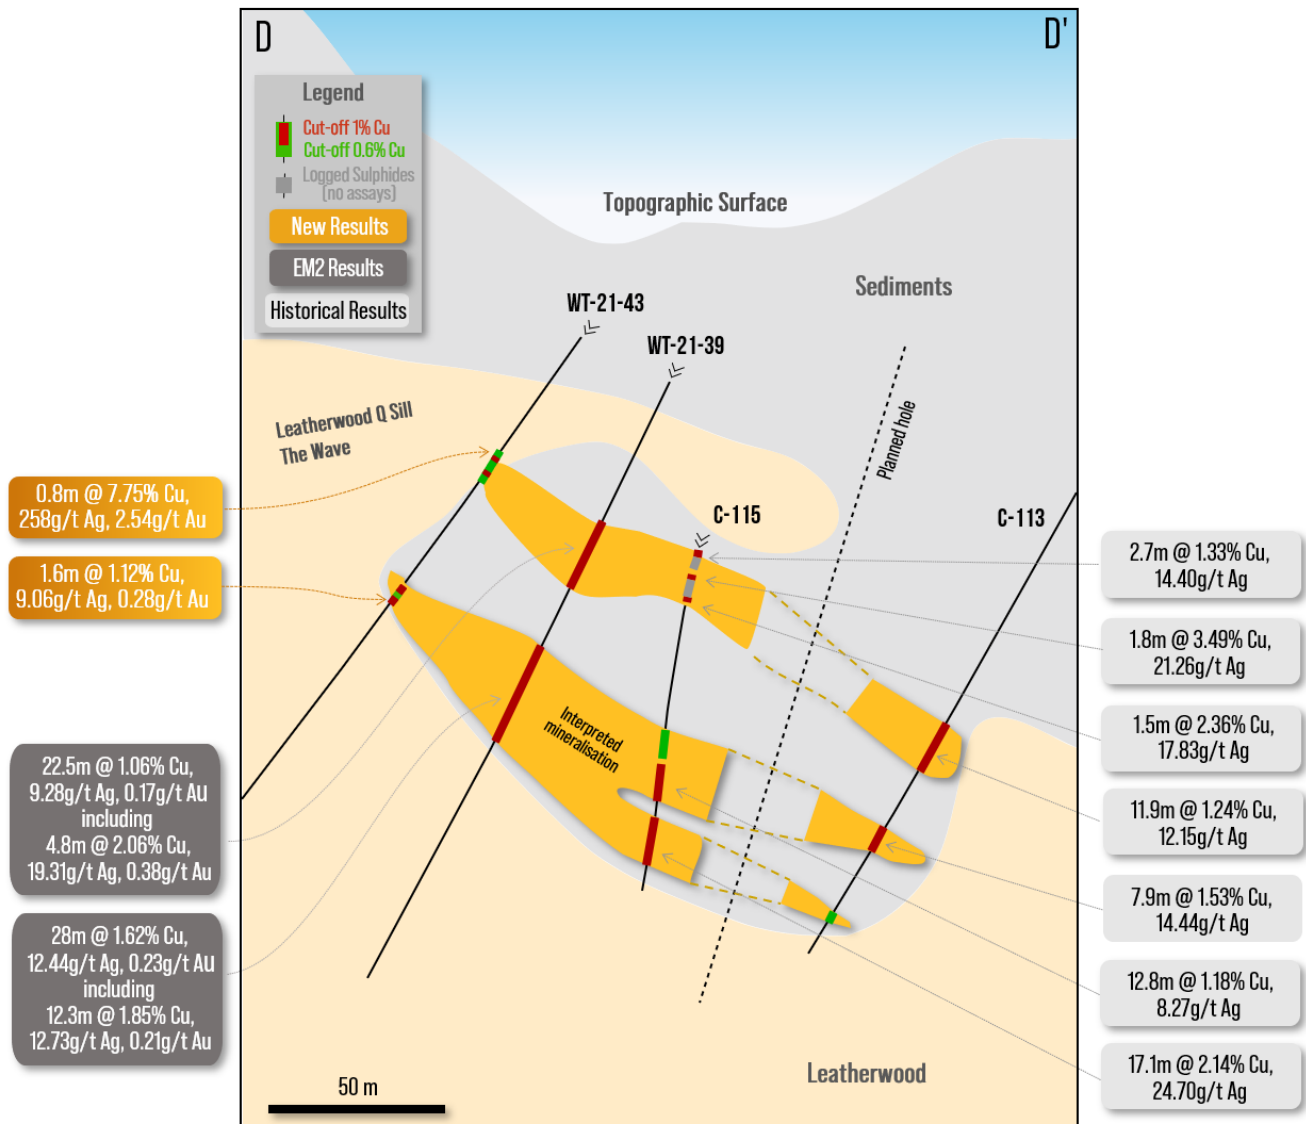 D
D'
Legend
Cut-off 1% Cu
Cut-off 0.6% Cu
Logged Sulphides
(no assays)
New Results
EM2 Results
Historical Results
Topographic Surface
Sediments
WT-21-43
WT-21-39
Leatherwood Q Sill
The Wave
Planned hole
C-115
C-113
Interpreted
mineralisation
Leatherwood
50 m
0.8m @ 7.75% Cu,
258g/t Ag, 2.54g/t Au
1.6m @ 1.12% Cu,
9.06g/t Ag, 0.28g/t Au
22.5m @ 1.06% Cu,
9.28g/t Ag, 0.17g/t Au
including
4.8m @ 2.06% Cu,
19.31g/t Ag, 0.38g/t Au
28m @ 1.62% Cu,
12.44g/t Ag, 0.23g/t Au
including
12.3m @ 1.85% Cu,
12.73g/t Ag, 0.21g/t Au
2.7m @ 1.33% Cu,
14.40g/t Ag
1.8m @ 3.49% Cu,
21.26g/t Ag
1.5m @ 2.36% Cu,
17.83g/t Ag
11.9m @ 1.24% Cu,
12.15g/t Ag
7.9m @ 1.53% Cu,
14.44g/t Ag
12.8m @ 1.18% Cu,
8.27g/t Ag
17.1m @ 2.14% Cu,
24.70g/t Ag